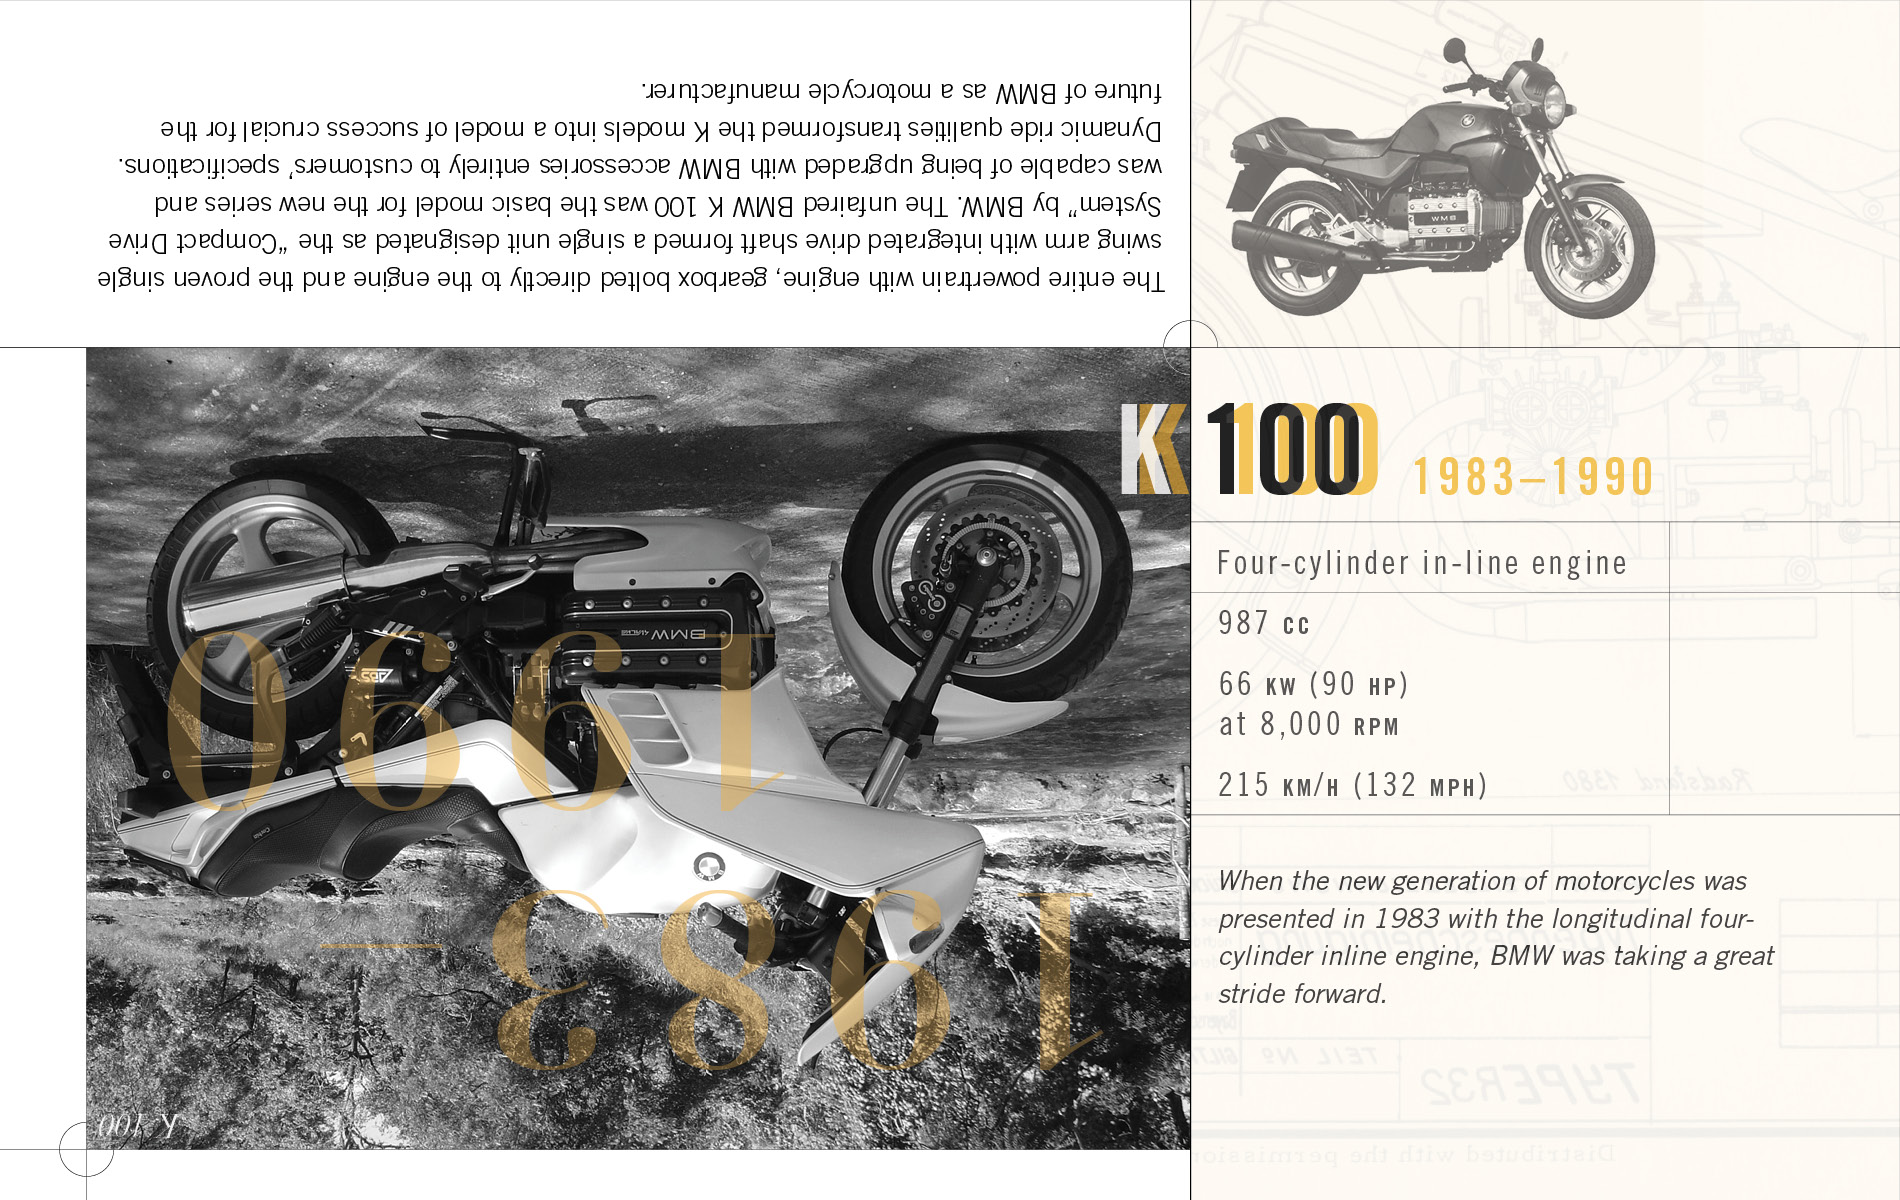 The entire powertrain with engine, gearbox bolted directly to the engine and the proven single
swing arm with integrated drive shaft formed a single unit designated as the “Compact Drive
System” by BMW. The unfaired BMW K 100 was the basic model for the new series and
was capable of being upgraded with BMW accessories entirely to customers’ specifications.
Dynamic ride qualities transformed the K models into a model of success crucial for the
future of BMW as a motorcycle manufacturer.
K 100
1983–
1990
BMW
ABS
K 100 1983–1990
Four-cylinder in-line engine
987 CC
66 KW (90 HP)
at 8,000 RPM
215 KM/H (132 MPH)
When the new generation of motorcycles was
presented in 1983 with the longitudinal four-
cylinder inline engine, BMW was taking a great
stride forward.
Radstand 1380
TEIL Nº
TYPE R32
Distributed with the permission